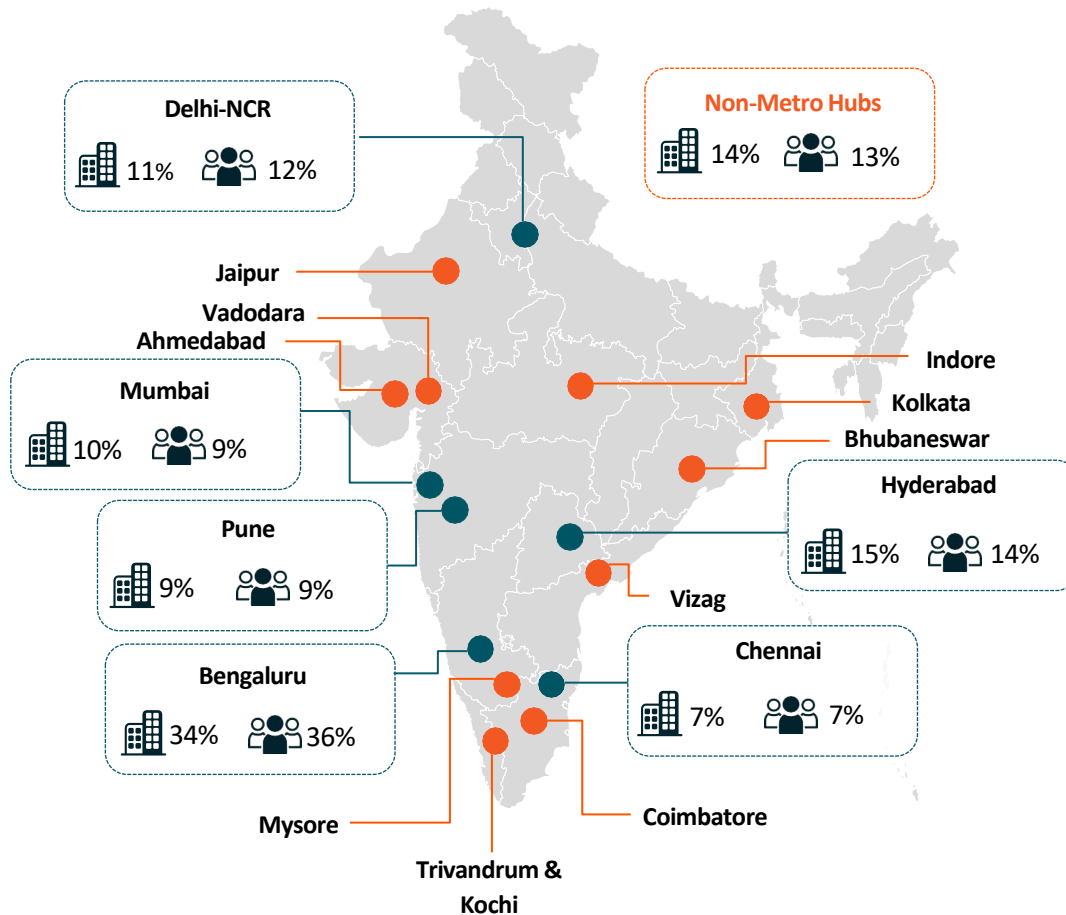 Delhi-NCR
11% 12%
Non-Metro Hubs
14% 13%
Jaipur
Vadodara
Ahmedabad
Mumbai
10% 9%
Pune
9% 9%
Bengaluru
34% 36%
Indore
Kolkata
Bhubaneswar
Hyderabad
15% 14%
Vizag
Chennai
7% 7%
Coimbatore
Mysore
Trivandrum &
Kochi